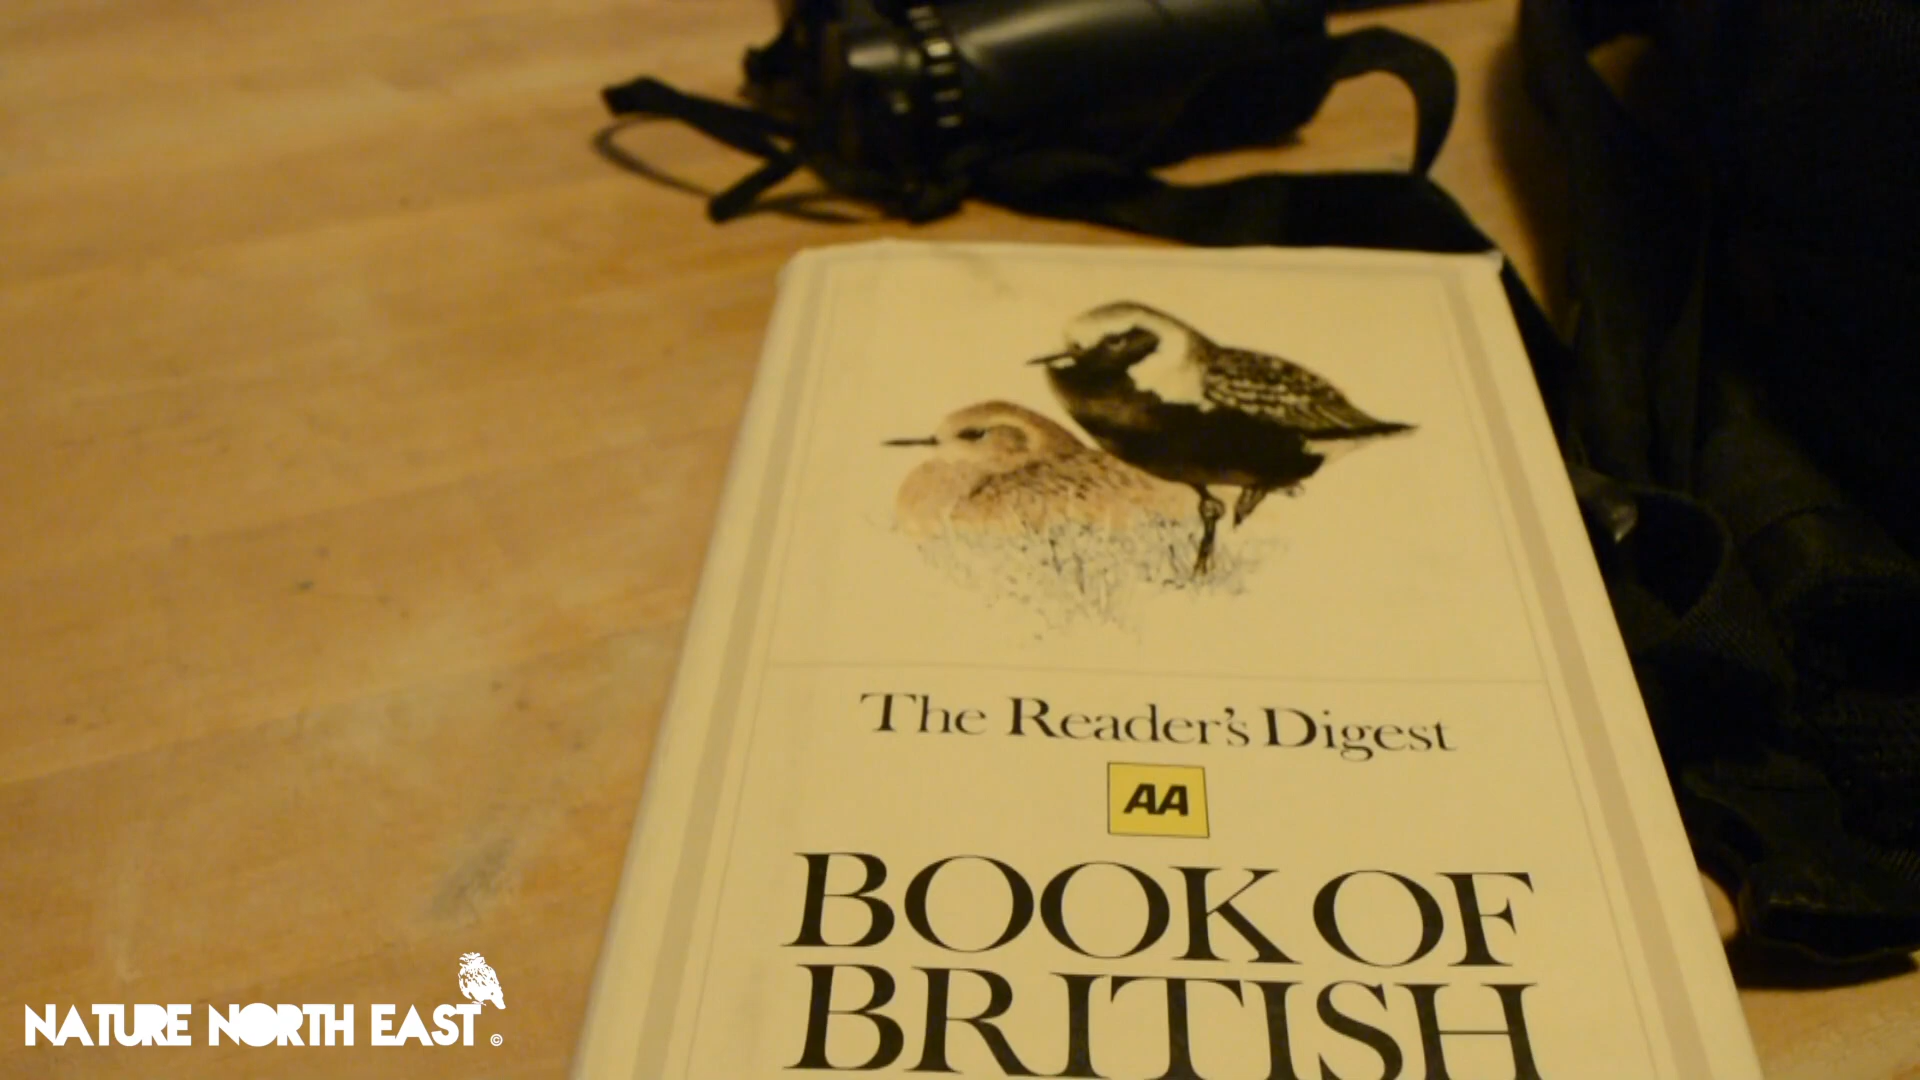 The Reader's Digest
AA
BOOK OF
BRITISH
NATURE NORTH EAST ©